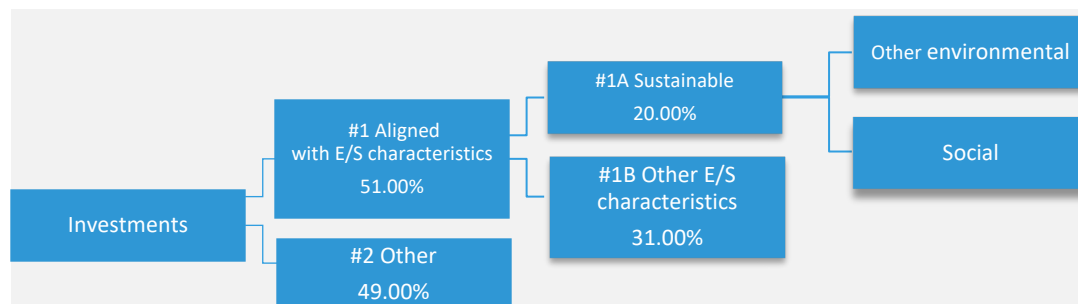 Investments
#1 Aligned
with E/S characteristics
51.00%
#2 Other
49.00%
#1A Sustainable
20.00%
#1B Other E/S
characteristics
31.00%
Other environmental
Social